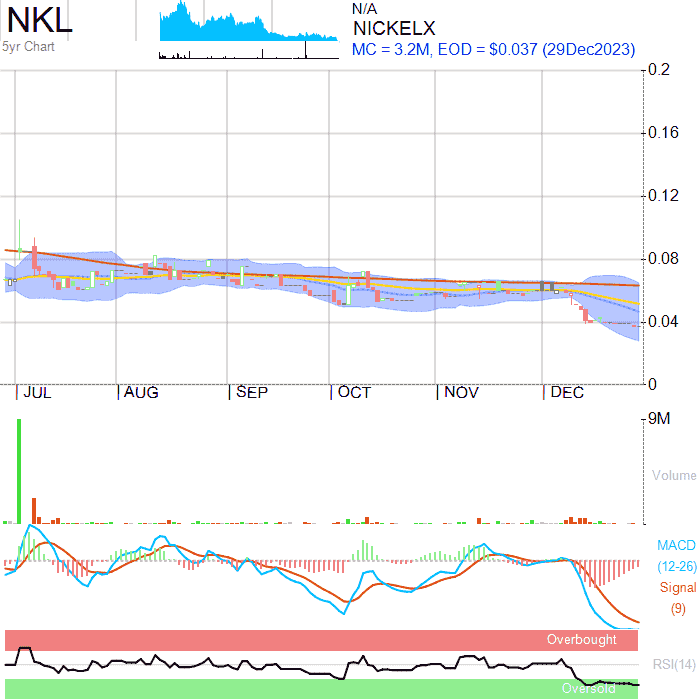 NKL
5yr Chart
N/A
NICKELX
MC = 3.2M, EOD = $0.037 (29Dec2023)
0.2
0.16
0.12
0.08
0.04
0
JUL AUG SEP OCT NOV DEC
9M
Volume
MACD
(12-26)
Signal
(9)
Overbought
RSI(14)
Oversold